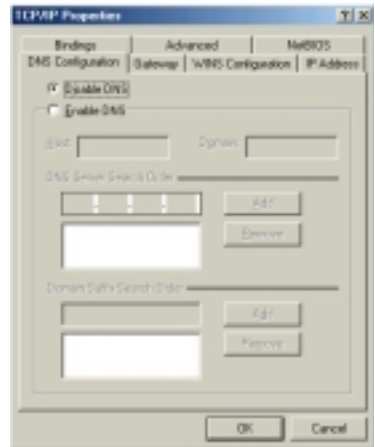 TCP/IP Properties
Bindings Advanced NetBIOS
DNS Configuration Gateway WINS Configuration IP Address
Disable DNS
Enable DNS
Host: Domain:
DNS Server Search Order
Add
Remove
Domain Suffix Search Order
Add
Remove
OK Cancel